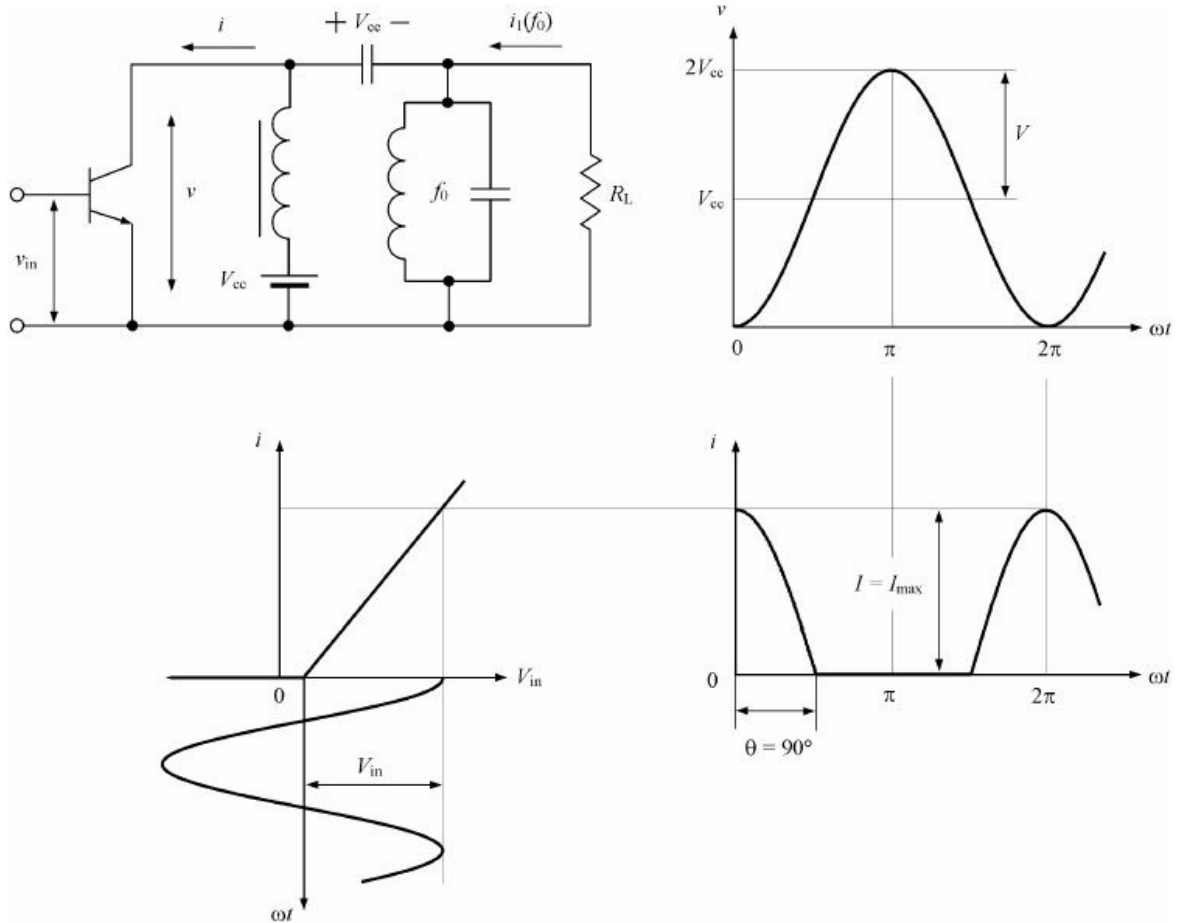 i
+ Vcc −
i1(f0)
v
vin
Vcc
f0
RL
v
2Vcc
Vcc
V
0
π
2π
ωt
i
0
Vin
Vin
ωt
i
I = Imax
0
π
2π
ωt
θ = 90°